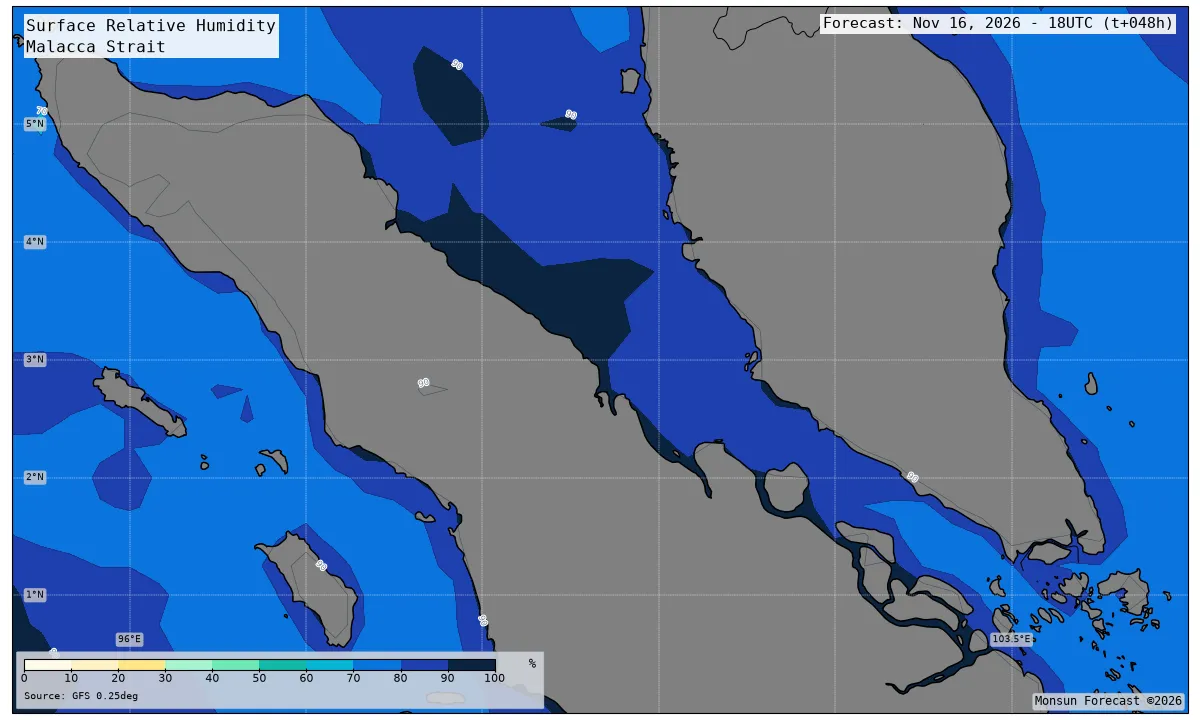 Surface Relative Humidity
Malacca Strait
Forecast: Nov 16, 2026 - 18UTC (t+048h)
90
90
70
5°N
4°N
3°N
90
2°N
90
90
1°N
90
96°E
103.5°E
%
0 10 20 30 40 50 60 70 80 90 100
Source: GFS 0.25deg
Monsun Forecast ©2026